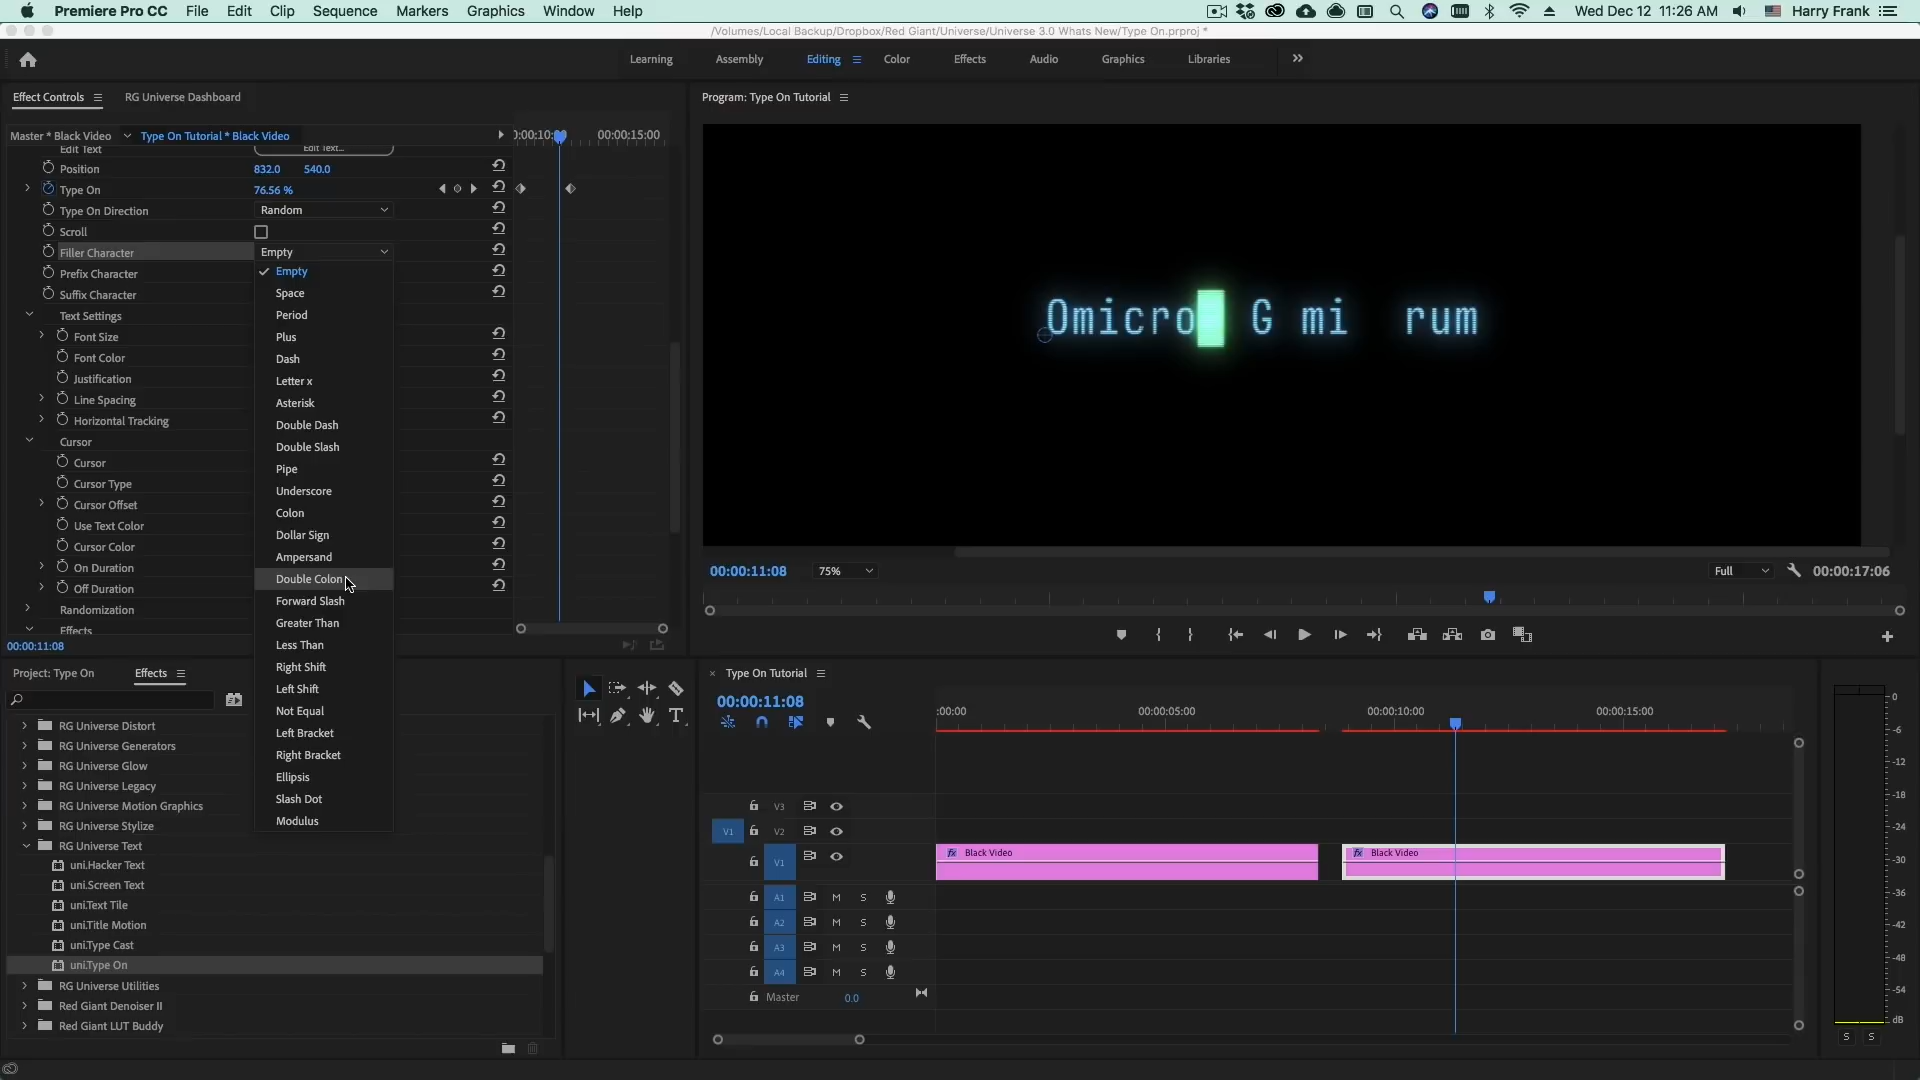 Premiere Pro CC File Edit Clip Sequence Markers Graphics Window Help Wed Dec 12 11:26 AM Harry Frank
/Volumes/Local Backup/Dropbox/Red Giant/Universe/Universe 3.0 Whats New/Type On.prproj *
Learning Assembly Editing Color Effects Audio Graphics Libraries
Effect Controls RG Universe Dashboard
Program: Type On Tutorial
Master * Black Video Type On Tutorial * Black Video
00:00:15:00
Edit Text Edit Text...
Position 832.0 540.0
Type On 76.56 %
Type On Direction Random
Scroll
Filler Character Empty
Prefix Character
Suffix Character
Text Settings
Font Size
Font Color
Justification
Line Spacing
Horizontal Tracking
Cursor
Cursor
Cursor Type
Cursor Offset
Use Text Color
Cursor Color
On Duration
Off Duration
Randomization
Effects
00:00:11:08
Empty
Space
Period
Plus
Dash
Letter x
Asterisk
Double Dash
Double Slash
Pipe
Underscore
Colon
Dollar Sign
Ampersand
Double Colon
Forward Slash
Greater Than
Less Than
Right Shift
Left Shift
Not Equal
Left Bracket
Right Bracket
Ellipsis
Slash Dot
Modulus
Omicro G mi rum
00:00:11:08 75% Full 00:00:17:06
Project: Type On Effects
RG Universe Distort
RG Universe Generators
RG Universe Glow
RG Universe Legacy
RG Universe Motion Graphics
RG Universe Stylize
RG Universe Text
uni.Hacker Text
uni.Screen Text
uni.Text Tile
uni.Title Motion
uni.Type Cast
uni.Type On
RG Universe Utilities
Red Giant Denoiser II
Red Giant LUT Buddy
Type On Tutorial
00:00:11:08
:00:00 00:00:05:00 00:00:10:00 00:00:15:00
V3
V1 V2
V1
fx Black Video fx Black Video
A1 M S
A2 M S
A3 M S
A4 M S
Master 0.0
0
-6
-12
-18
-24
-30
-36
-42
-48
-54
dB
S S